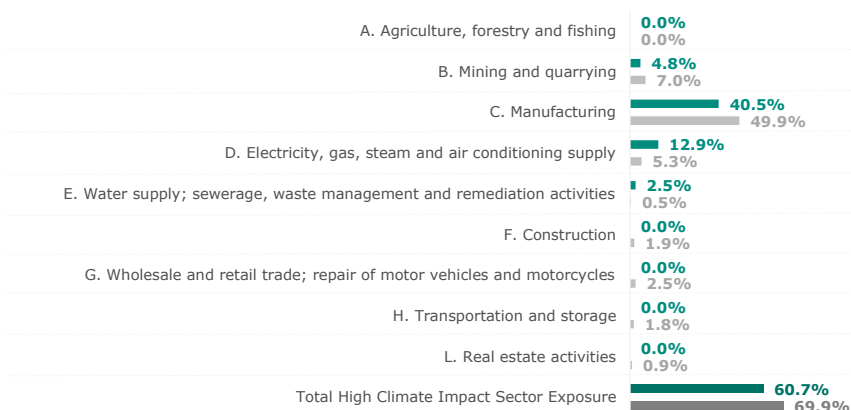 A. Agriculture, forestry and fishing
0.0%
0.0%
B. Mining and quarrying
4.8%
7.0%
C. Manufacturing
40.5%
49.9%
D. Electricity, gas, steam and air conditioning supply
12.9%
5.3%
E. Water supply; sewerage, waste management and remediation activities
2.5%
0.5%
F. Construction
0.0%
1.9%
G. Wholesale and retail trade; repair of motor vehicles and motorcycles
0.0%
2.5%
H. Transportation and storage
0.0%
1.8%
L. Real estate activities
0.0%
0.9%
Total High Climate Impact Sector Exposure
60.7%
69.9%